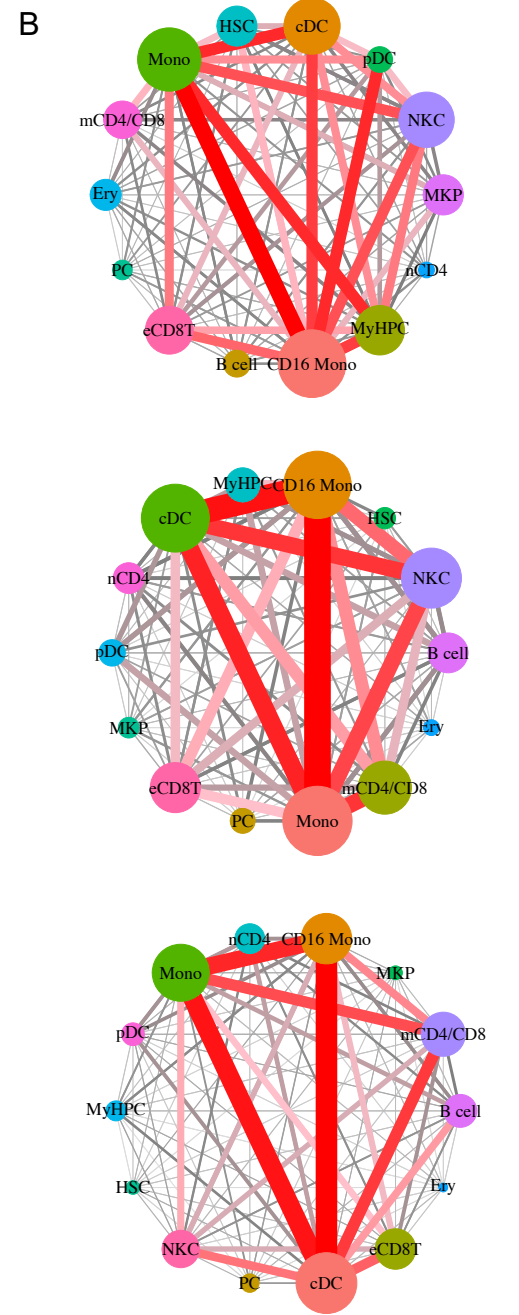 B
HSC
cDC
Mono
pDC
mCD4/CD8
NKC
Ery
MKP
PC
nCD4
eCD8T
MyHPC
B cell
CD16 Mono
MyHPC
CD16 Mono
cDC
HSC
nCD4
NKC
pDC
B cell
MKP
Ery
eCD8T
mCD4/CD8
PC
Mono
nCD4
CD16 Mono
Mono
MKP
pDC
mCD4/CD8
MyHPC
B cell
HSC
Ery
NKC
eCD8T
PC
cDC